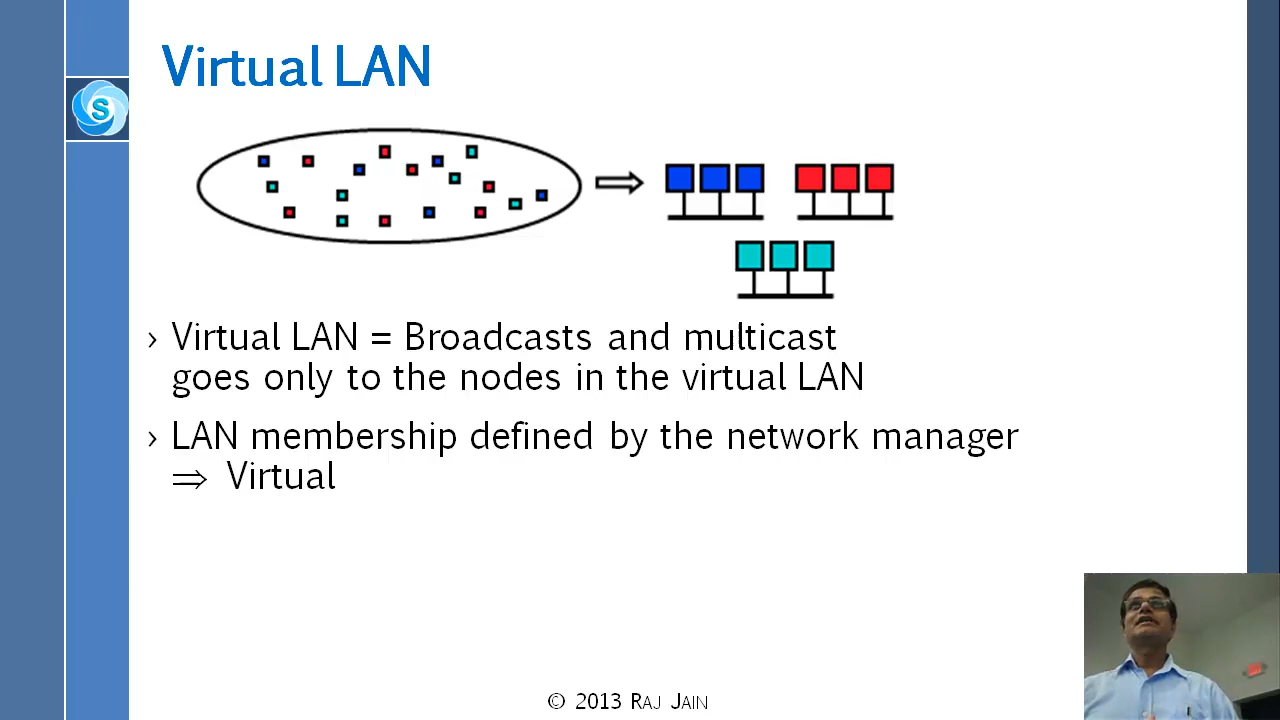 Virtual LAN
S
› Virtual LAN = Broadcasts and multicast
goes only to the nodes in the virtual LAN
› LAN membership defined by the network manager
⇒ Virtual
© 2013 RAJ JAIN